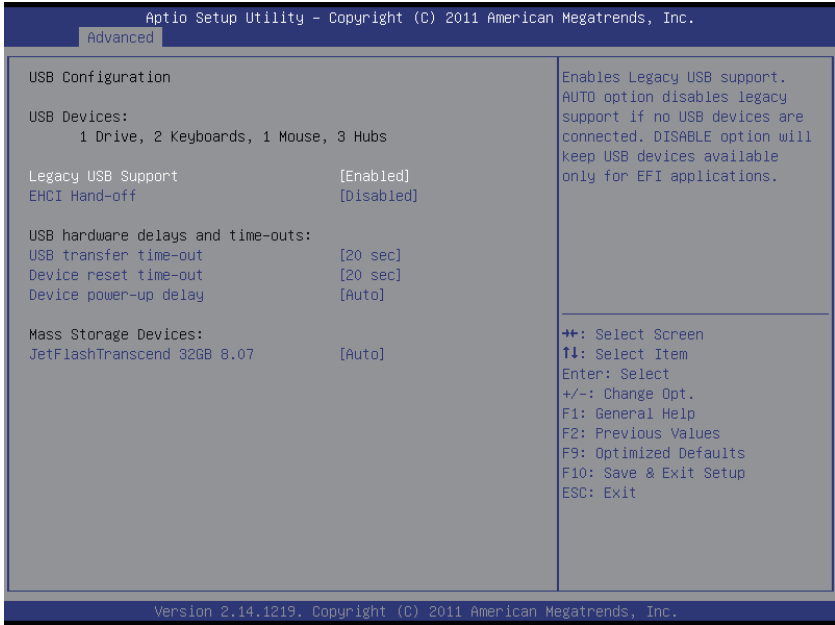 Aptio Setup Utility – Copyright (C) 2011 American Megatrends, Inc.
Advanced
USB Configuration
USB Devices:
1 Drive, 2 Keyboards, 1 Mouse, 3 Hubs
Legacy USB Support [Enabled]
EHCI Hand-off [Disabled]
USB hardware delays and time-outs:
USB transfer time-out [20 sec]
Device reset time-out [20 sec]
Device power-up delay [Auto]
Mass Storage Devices:
JetFlashTranscend 32GB 8.07 [Auto]
Enables Legacy USB support.
AUTO option disables legacy
support if no USB devices are
connected. DISABLE option will
keep USB devices available
only for EFI applications.
→←: Select Screen
↑↓: Select Item
Enter: Select
+/-: Change Opt.
F1: General Help
F2: Previous Values
F9: Optimized Defaults
F10: Save & Exit Setup
ESC: Exit
Version 2.14.1219. Copyright (C) 2011 American Megatrends, Inc.